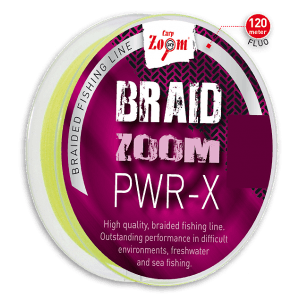 120
meter
FLUO
Carp
Zoom
BRAIDED FISHING LINE
BRAID
ZOOM
PWR-X
High quality, braided fishing line.
Outstanding performance in difficult
environments, freshwater
and sea fishing.